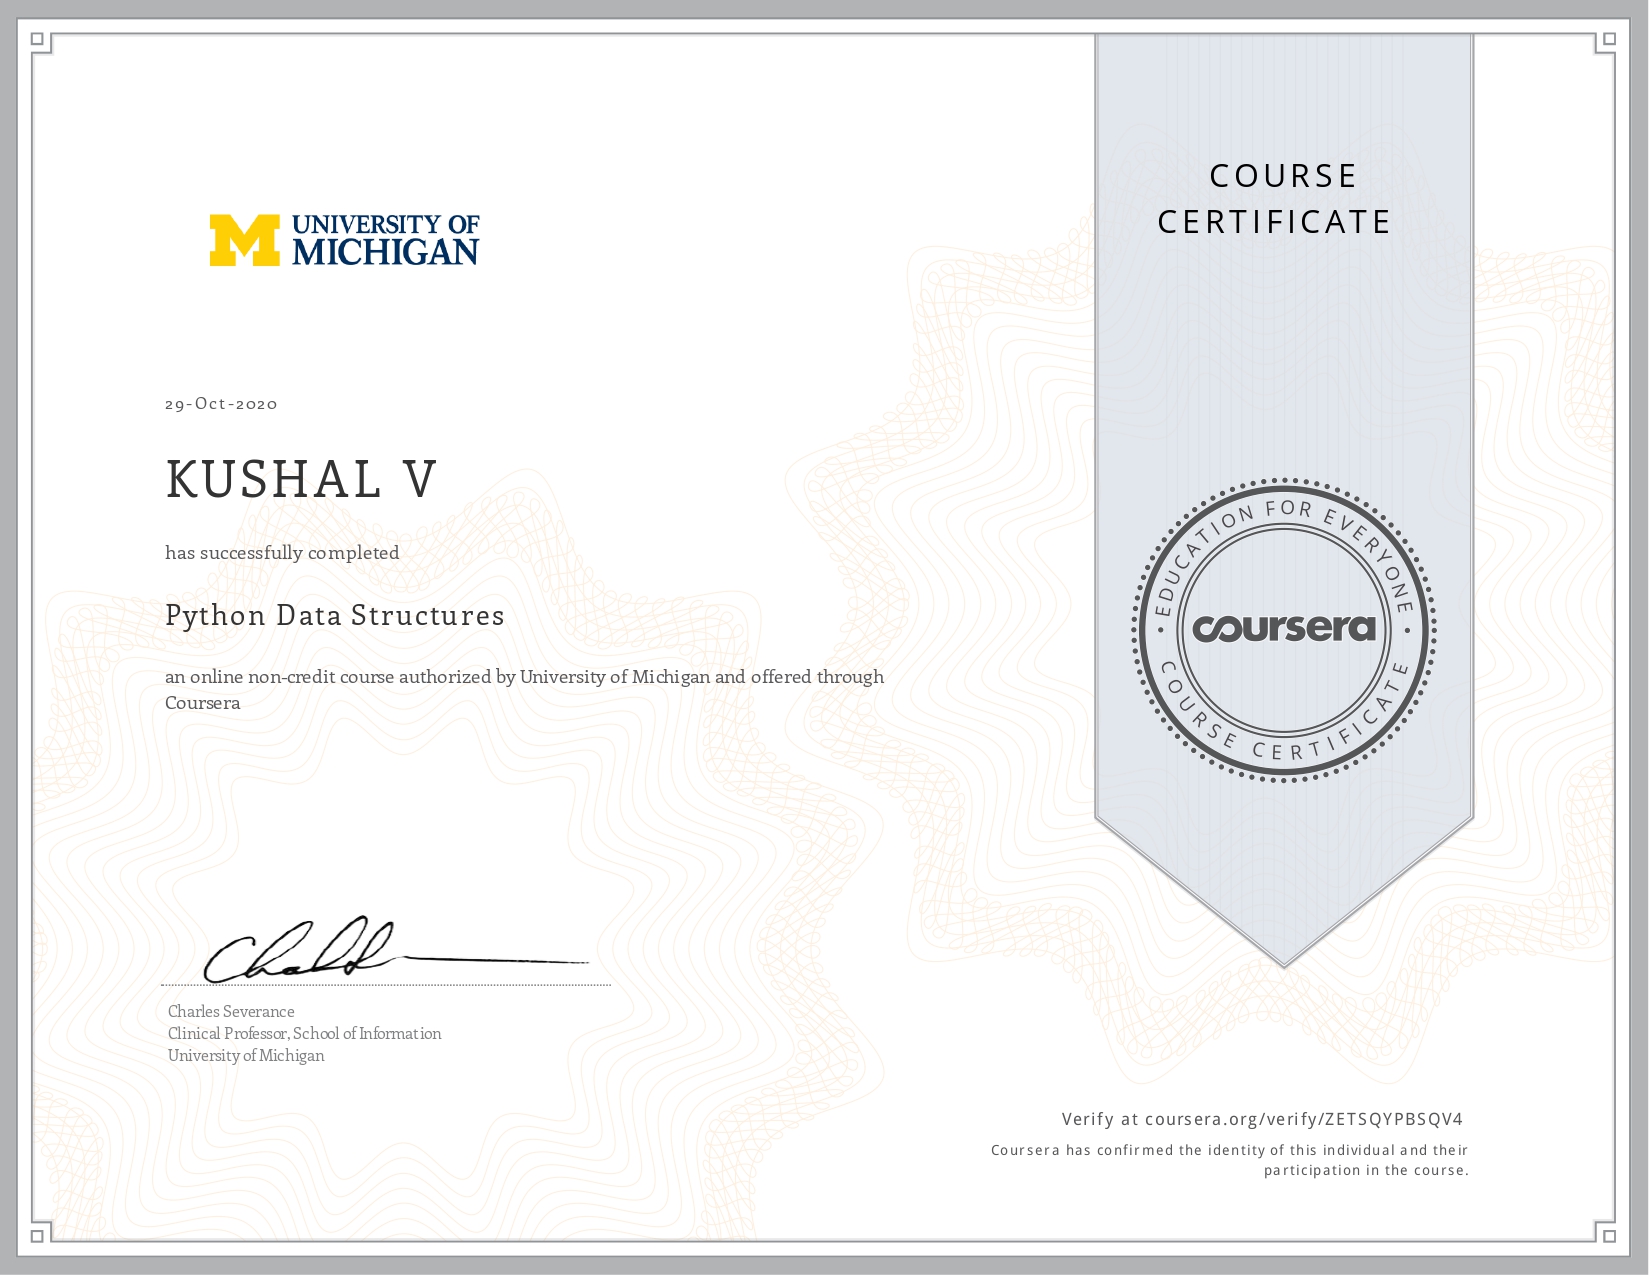 COURSE
CERTIFICATE
M UNIVERSITY OF
MICHIGAN
29-Oct-2020
KUSHAL V
has successfully completed
Python Data Structures
an online non-credit course authorized by University of Michigan and offered through
Coursera
EDUCATION FOR EVERYONE
coursera
COURSE CERTIFICATE
Charles Severance
Clinical Professor, School of Information
University of Michigan
Verify at coursera.org/verify/ZETSQYPBSQV4
Coursera has confirmed the identity of this individual and their
participation in the course.